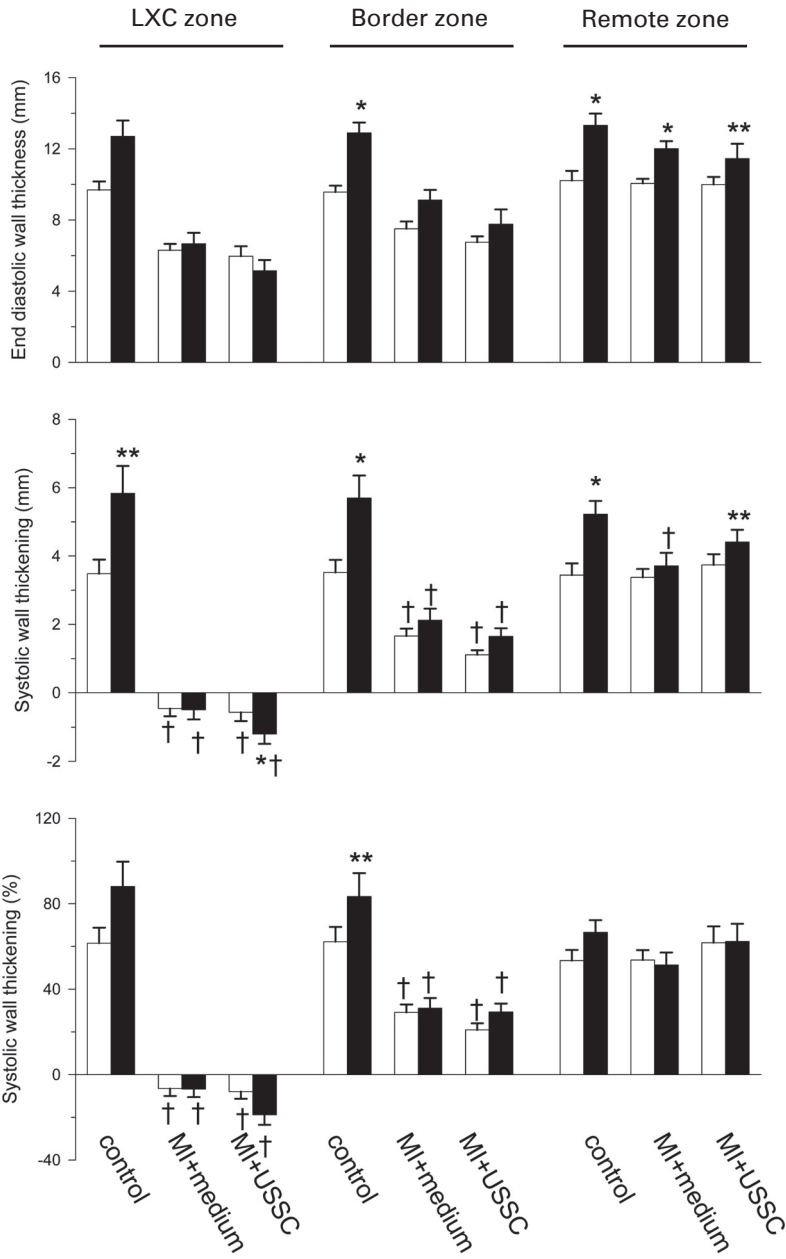 LXC zone Border zone Remote zone
End diastolic wall thickness (mm)
16
12
8
4
0
* * * **
Systolic wall thickening (mm)
8
6
4
2
0
-2
** * * † **
† † † †
† † † *†
Systolic wall thickening (%)
120
80
40
0
-40
**
† † † †
† † † †
control MI+medium MI+USSC control MI+medium MI+USSC control MI+medium MI+USSC